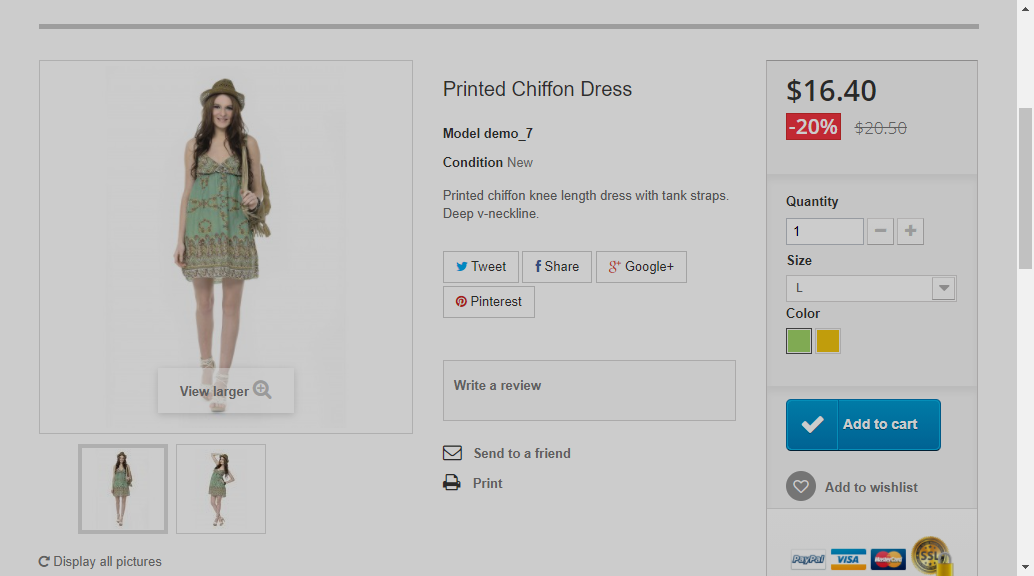 Printed Chiffon Dress
Model demo_7
Condition New
Printed chiffon knee length dress with tank straps.
Deep v-neckline.
Tweet
Share
Google+
Pinterest
Write a review
Send to a friend
Print
View larger
Display all pictures
$16.40
-20% $20.50
Quantity
1
Size
L
Color
Add to cart
Add to wishlist
PayPal VISA MasterCard SSL